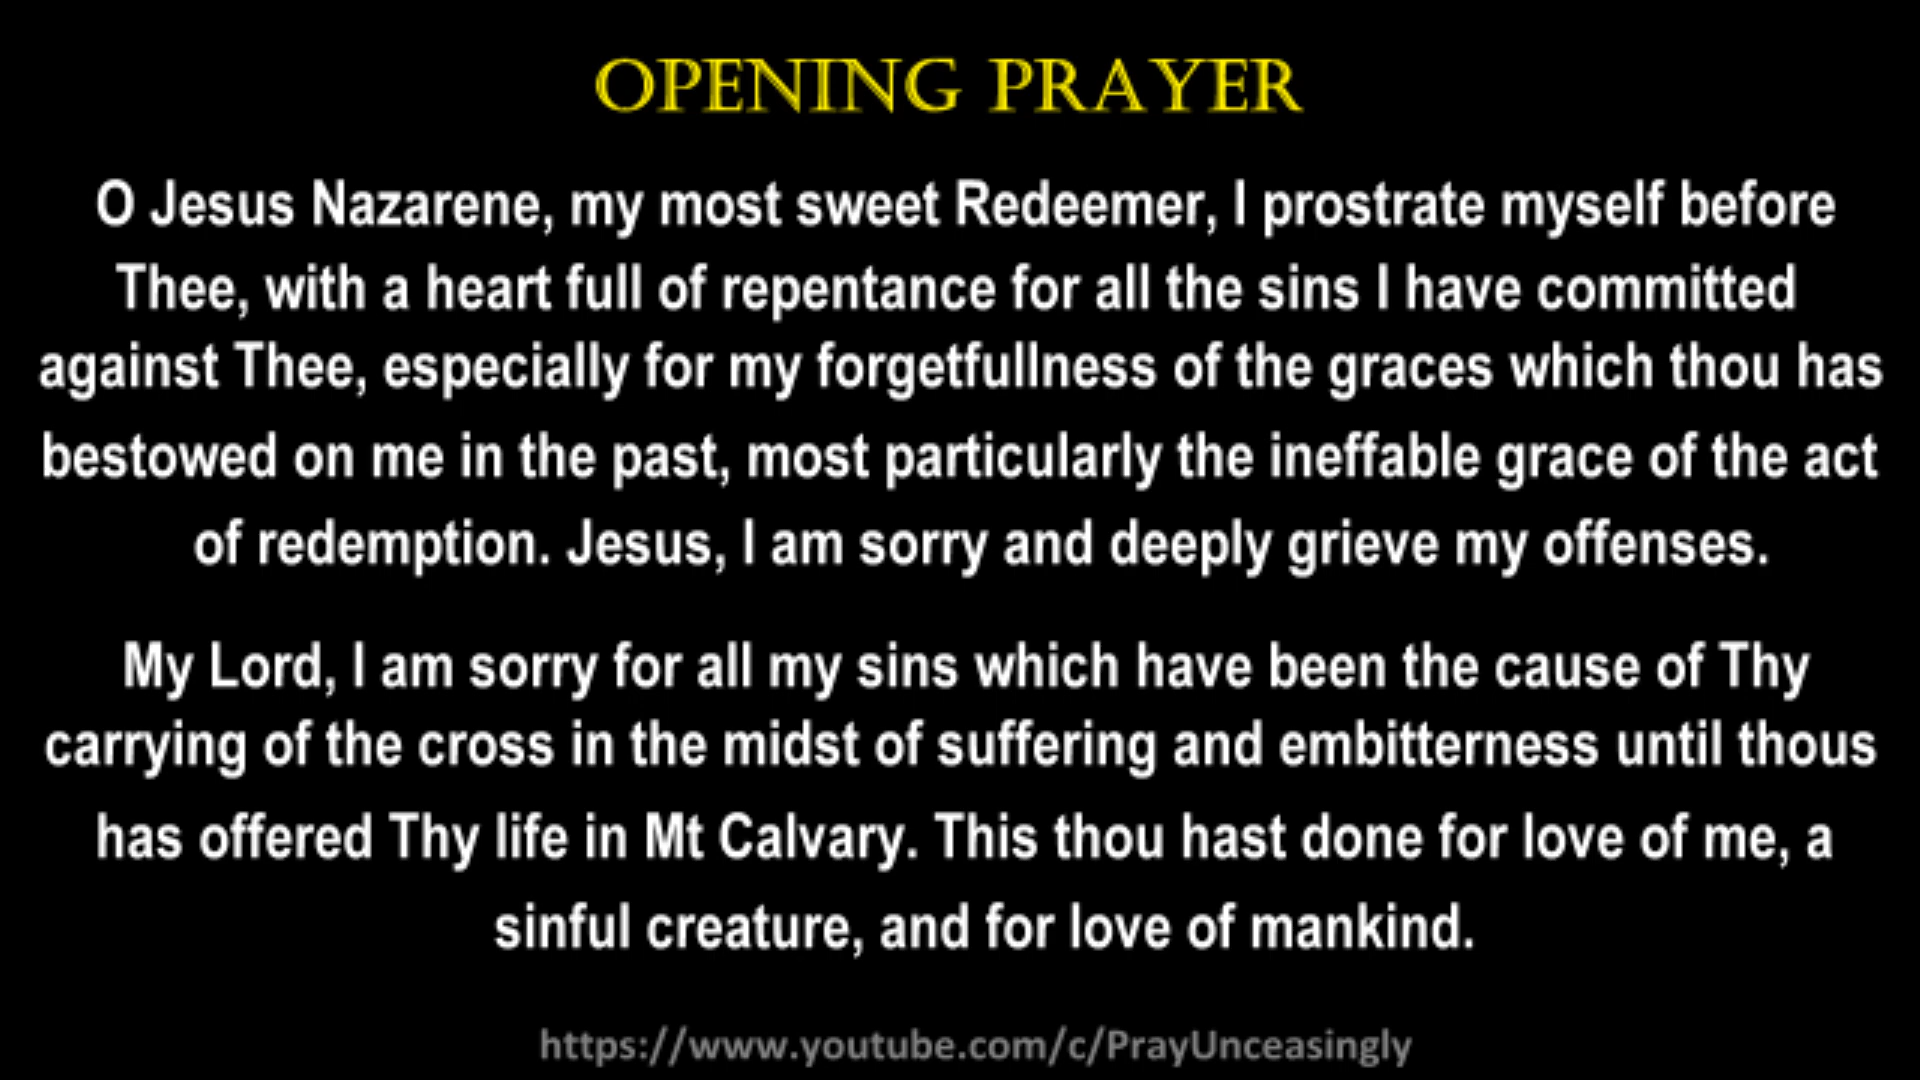 OPENING PRAYER
O Jesus Nazarene, my most sweet Redeemer, I prostrate myself before
Thee, with a heart full of repentance for all the sins I have committed
against Thee, especially for my forgetfullness of the graces which thou has
bestowed on me in the past, most particularly the ineffable grace of the act
of redemption. Jesus, I am sorry and deeply grieve my offenses.
My Lord, I am sorry for all my sins which have been the cause of Thy
carrying of the cross in the midst of suffering and embitterness until thous
has offered Thy life in Mt Calvary. This thou hast done for love of me, a
sinful creature, and for love of mankind.
https://www.youtube.com/c/PrayUnceasingly